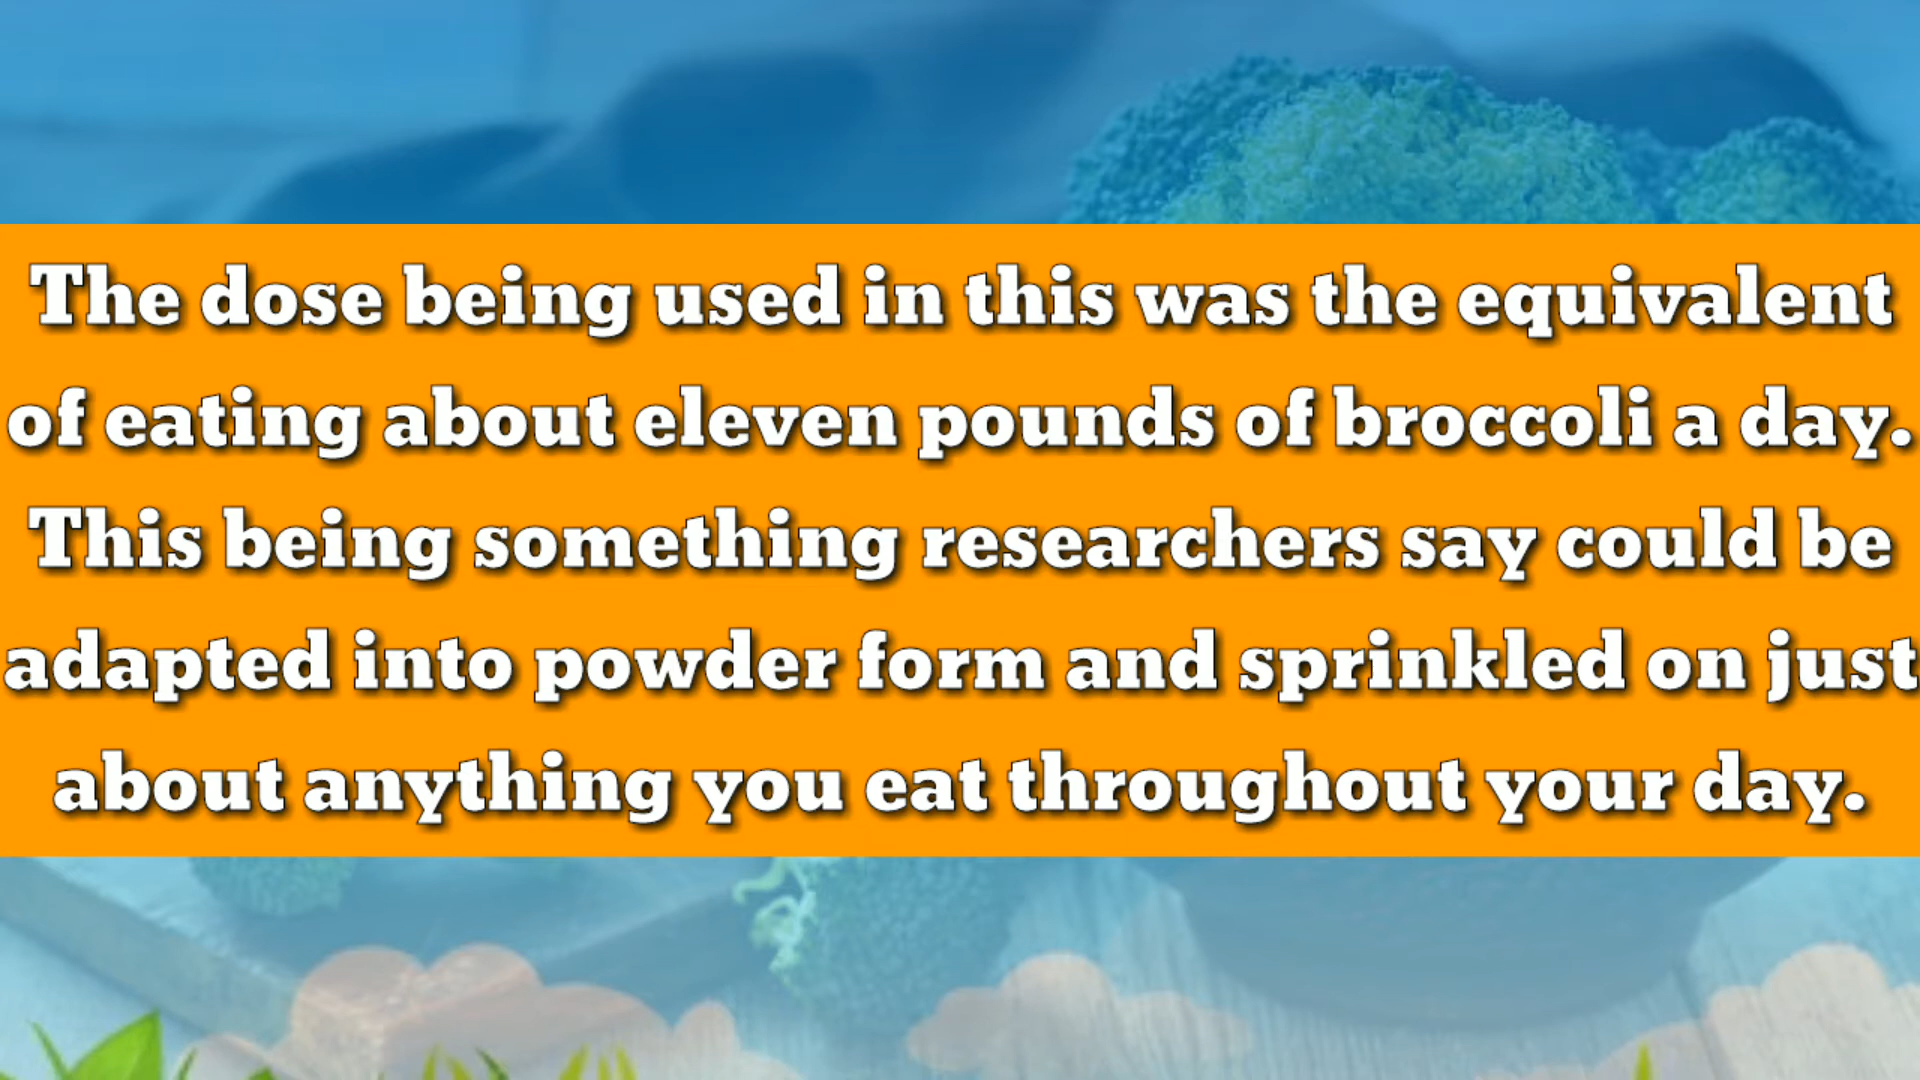 The dose being used in this was the equivalent
of eating about eleven pounds of broccoli a day.
This being something researchers say could be
adapted into powder form and sprinkled on just
about anything you eat throughout your day.